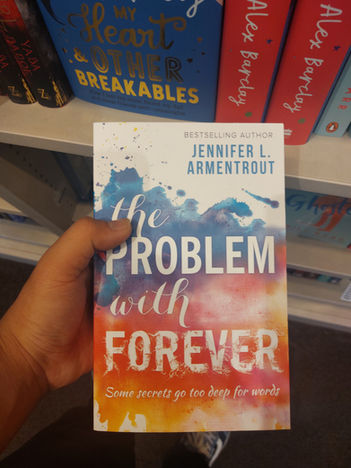 MY
Heart
& OTHER
BREAKABLES
Alex Barclay
Alex Barclay
BESTSELLING AUTHOR
JENNIFER L.
ARMENTROUT
the
PROBLEM
with
FOREVER
Some secrets go too deep for words